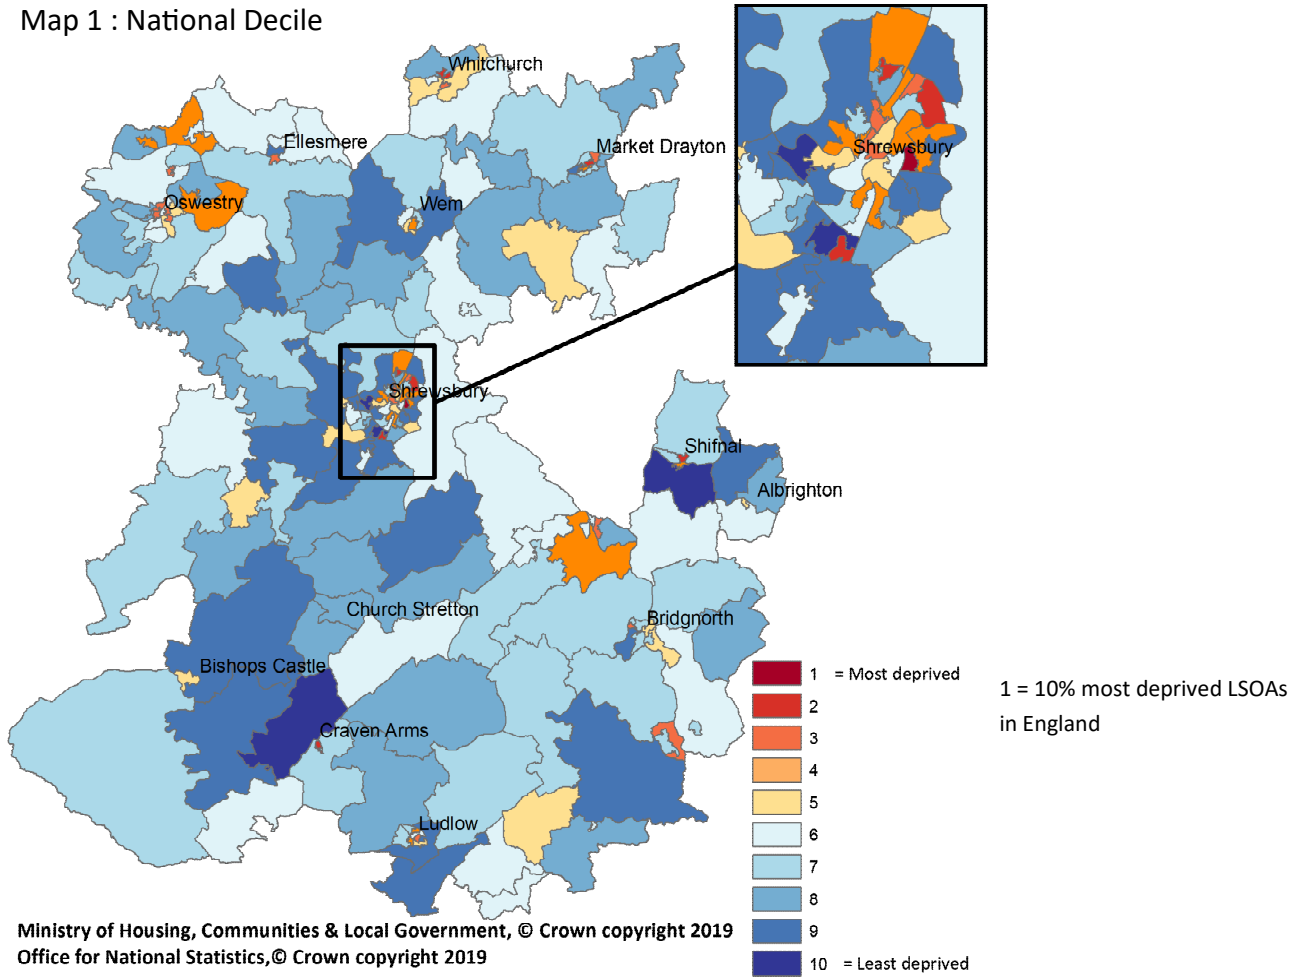 Map 1 : National Decile
Whitchurch
Ellesmere
Market Drayton
Oswestry
Wem
Shrewsbury
Shrewsbury
Shifnal
Albrighton
Church Stretton
Bridgnorth
Bishops Castle
Craven Arms
Ludlow
1 = Most deprived
2
3
4
5
6
7
8
9
10 = Least deprived
1 = 10% most deprived LSOAs
in England
Ministry of Housing, Communities & Local Government, © Crown copyright 2019
Office for National Statistics,© Crown copyright 2019